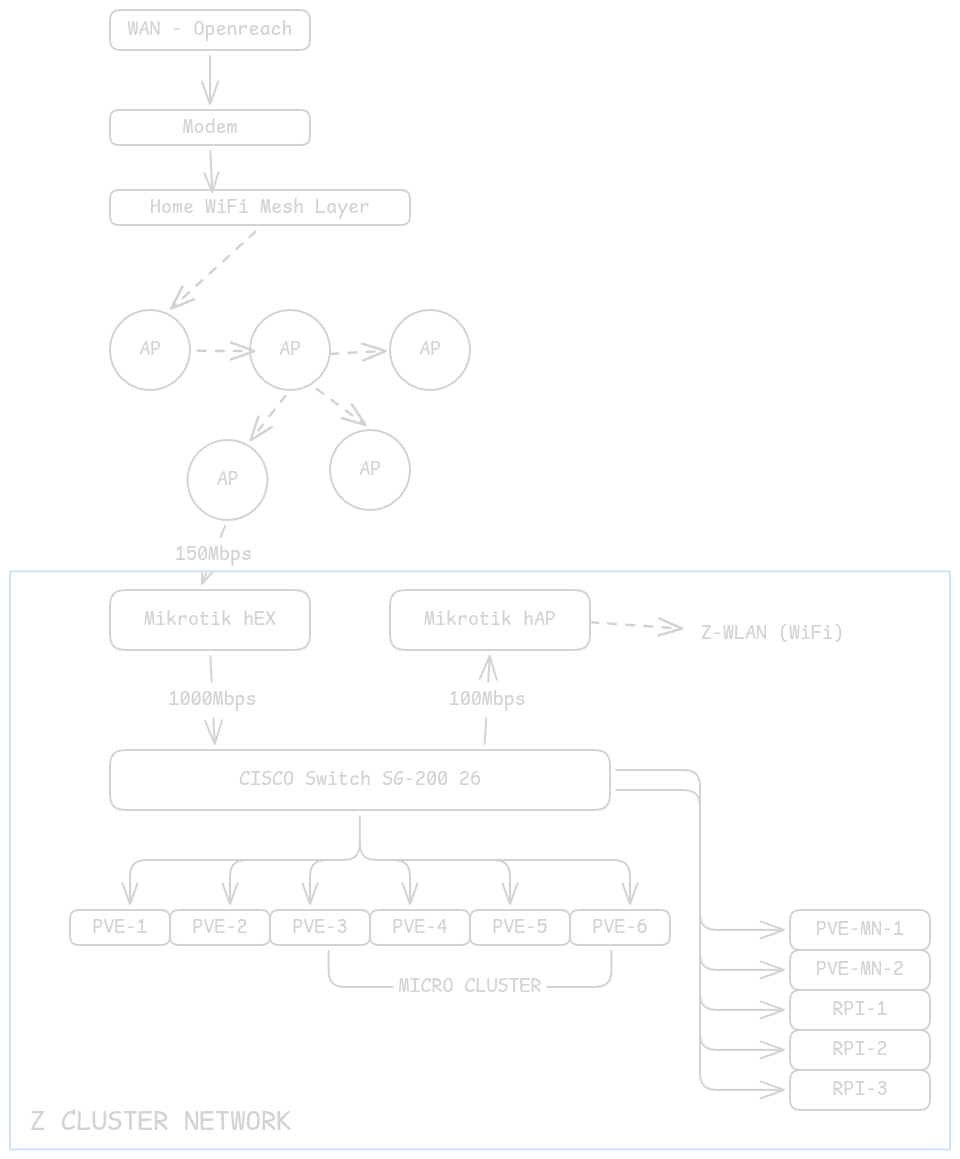 WAN - Openreach
Modem
Home WiFi Mesh Layer
AP
AP
AP
AP
AP
150Mbps
Mikrotik hEX
Mikrotik hAP
Z-WLAN (WiFi)
1000Mbps
100Mbps
CISCO Switch SG-200 26
PVE-1
PVE-2
PVE-3
PVE-4
PVE-5
PVE-6
PVE-MN-1
PVE-MN-2
MICRO CLUSTER
RPI-1
RPI-2
RPI-3
Z CLUSTER NETWORK